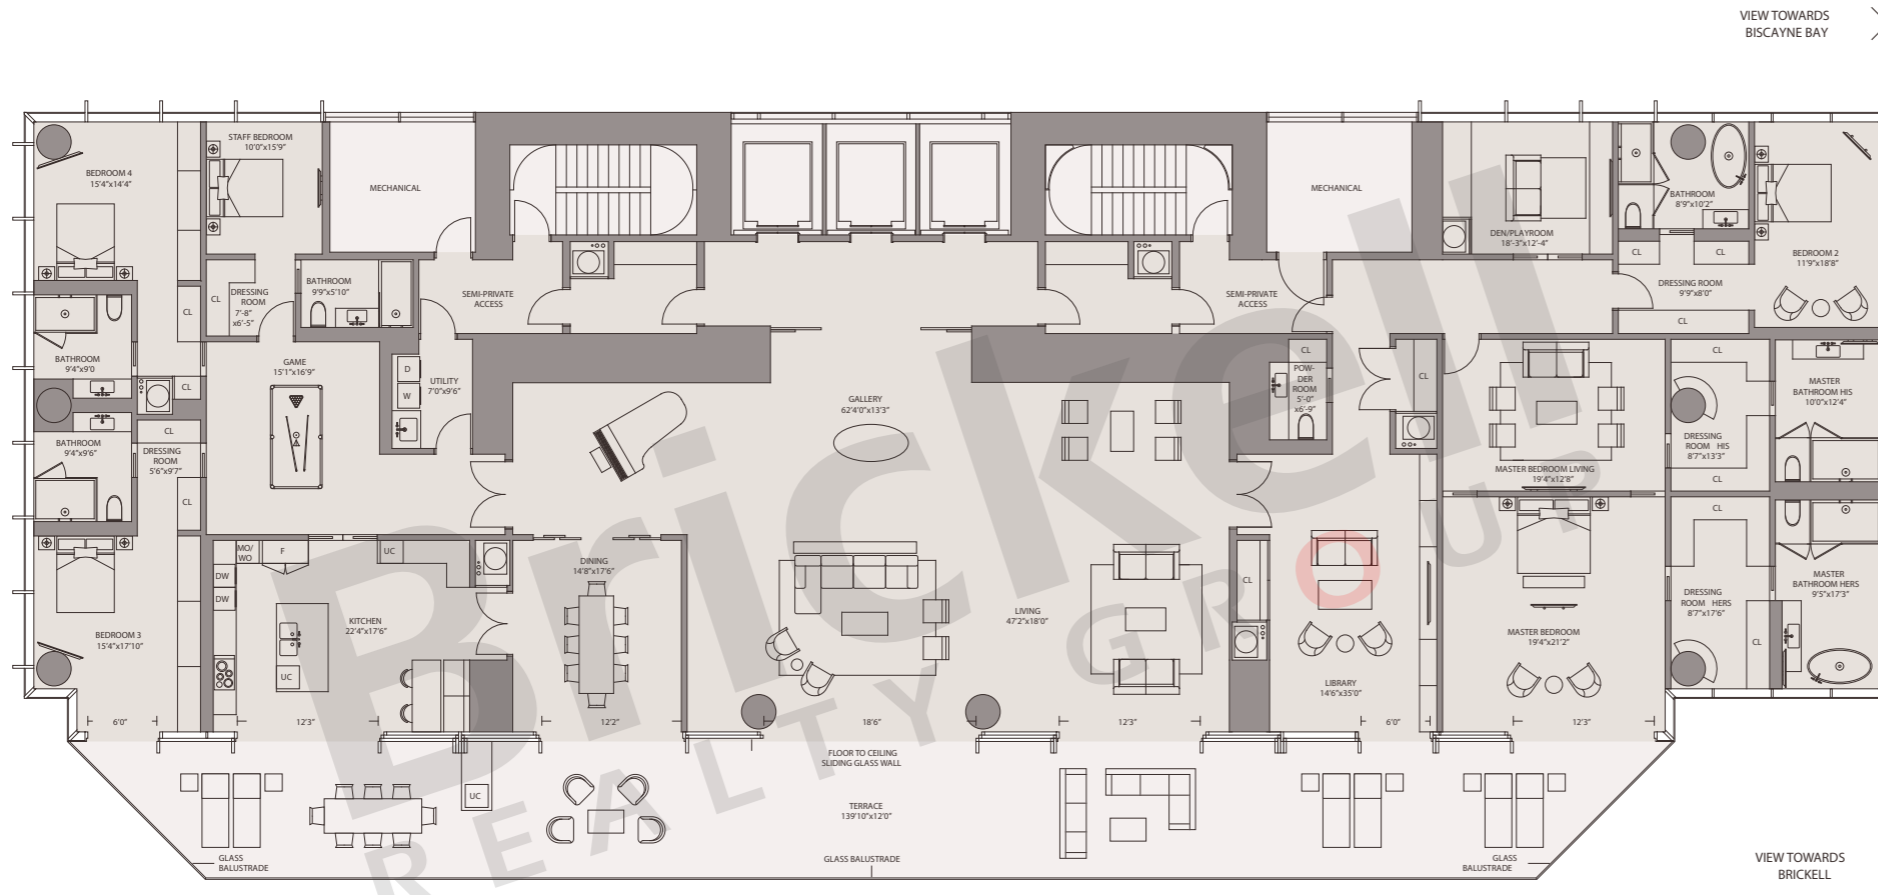 VIEW TOWARDS
BISCAYNE BAY
BEDROOM 4
15'4"x14'4"
STAFF BEDROOM
10'0"x15'9"
MECHANICAL
MECHANICAL
DEN/PLAYROOM
18'-3"x12'-4"
BATHROOM
8'9"x10'2"
BEDROOM 2
11'9"x18'8"
CL
CL
DRESSING ROOM
9'9"x8'0"
CL
CL
DRESSING
ROOM
7'-8"
x6'-5"
BATHROOM
9'9"x5'10"
SEMI-PRIVATE
ACCESS
SEMI-PRIVATE
ACCESS
CL
BATHROOM
9'4"x9'0
CL
GAME
15'1"x16'9"
D
W
UTILITY
7'0"x9'6"
GALLERY
62'4'0"x13'3"
CL
POW-
DER
ROOM
5'-0"
x6'-9"
CL
CL
MASTER
BATHROOM HIS
10'0"x12'4"
DRESSING
ROOM HIS
8'7"x13'3"
CL
MASTER BEDROOM LIVING
19'4"x12'8"
CL
BATHROOM
9'4"x9'6"
DRESSING
ROOM
5'6"x9'7"
CL
MO/
WO
F
UC
DW
DW
KITCHEN
22'4"x17'6"
UC
DINING
14'8"x17'6"
LIVING
47'2"x18'0"
CL
LIBRARY
14'6"x35'0"
MASTER BEDROOM
19'4"x21'2"
CL
DRESSING
ROOM HERS
8'7"x17'6"
CL
MASTER
BATHROOM HERS
9'5"x17'3"
BEDROOM 3
15'4"x17'10"
6'0"
12'3"
12'2"
18'6"
12'3"
6'0"
12'3"
FLOOR TO CEILING
SLIDING GLASS WALL
UC
TERRACE
139'10"x12'0"
GLASS
BALUSTRADE
GLASS BALUSTRADE
GLASS
BALUSTRADE
VIEW TOWARDS
BRICKELL
Brickell
REALTY GROUP